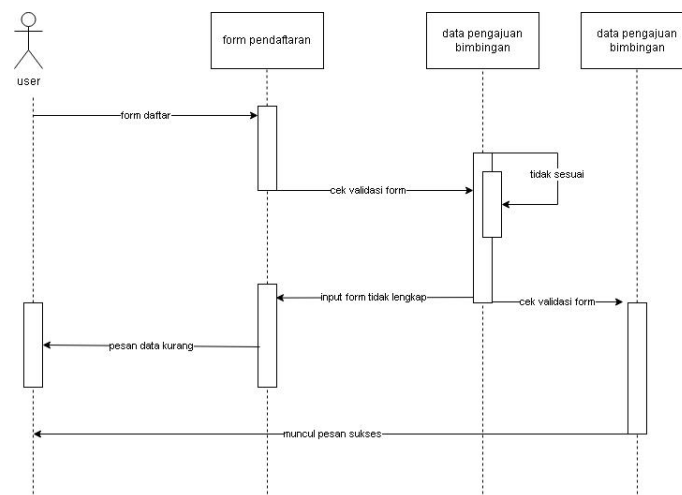 form pendaftaran
data pengajuan
bimbingan
data pengajuan
bimbingan
user
form daftar
tidak sesuai
cek validasi form
input form tidak lengkap
cek validasi form
pesan data kurang
muncul pesan sukses